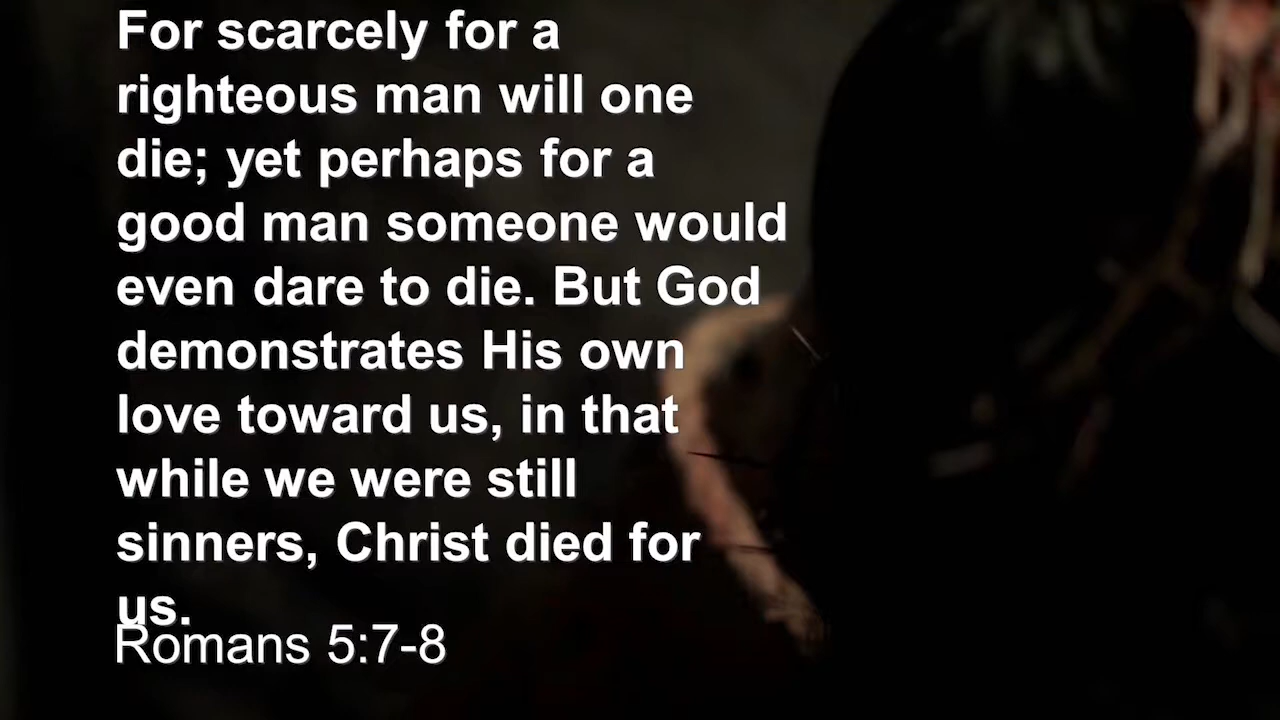 For scarcely for a
righteous man will one
die; yet perhaps for a
good man someone would
even dare to die. But God
demonstrates His own
love toward us, in that
while we were still
sinners, Christ died for
us.
Romans 5:7-8